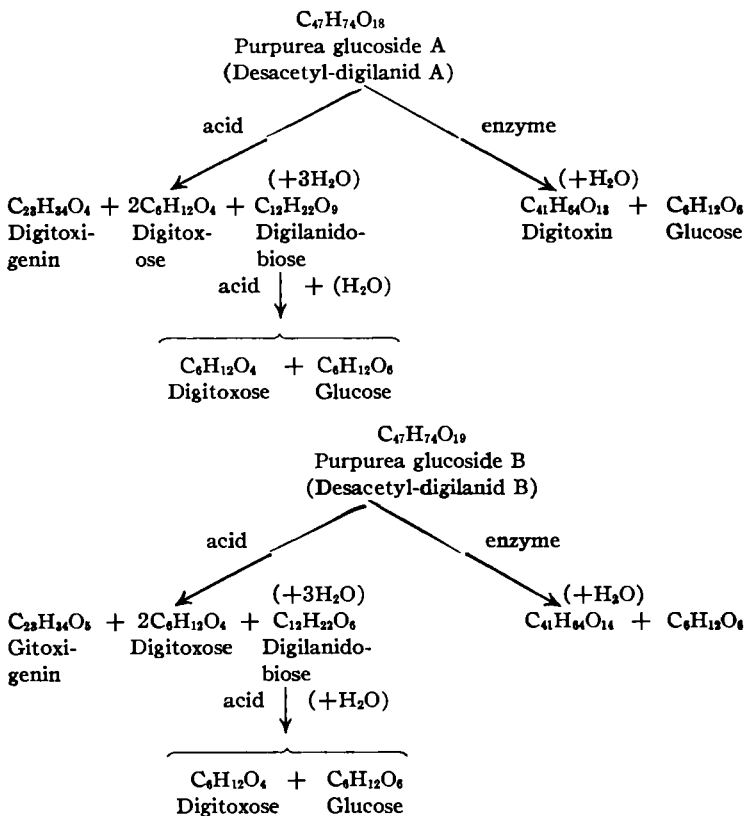 C₄₇H₇₄O₁₈
Purpurea glucoside A
(Desacetyl-digilanid A)
acid enzyme
(+3H₂O) (+H₂O)
C₂₃H₃₄O₄ + 2C₆H₁₂O₄ + C₁₂H₂₂O₉ C₄₁H₆₄O₁₃ + C₆H₁₂O₆
Digitoxi- Digitox- Digilanido- Digitoxin Glucose
genin ose biose
acid + (H₂O)
C₆H₁₂O₄ + C₆H₁₂O₆
Digitoxose Glucose
C₄₇H₇₄O₁₉
Purpurea glucoside B
(Desacetyl-digilanid B)
acid enzyme
(+3H₂O) (+H₂O)
C₂₃H₃₄O₅ + 2C₆H₁₂O₄ + C₁₂H₂₂O₆ C₄₁H₆₄O₁₄ + C₆H₁₂O₆
Gitoxi- Digitoxose Digilanido-
genin biose
acid (+H₂O)
C₆H₁₂O₄ + C₆H₁₂O₆
Digitoxose Glucose